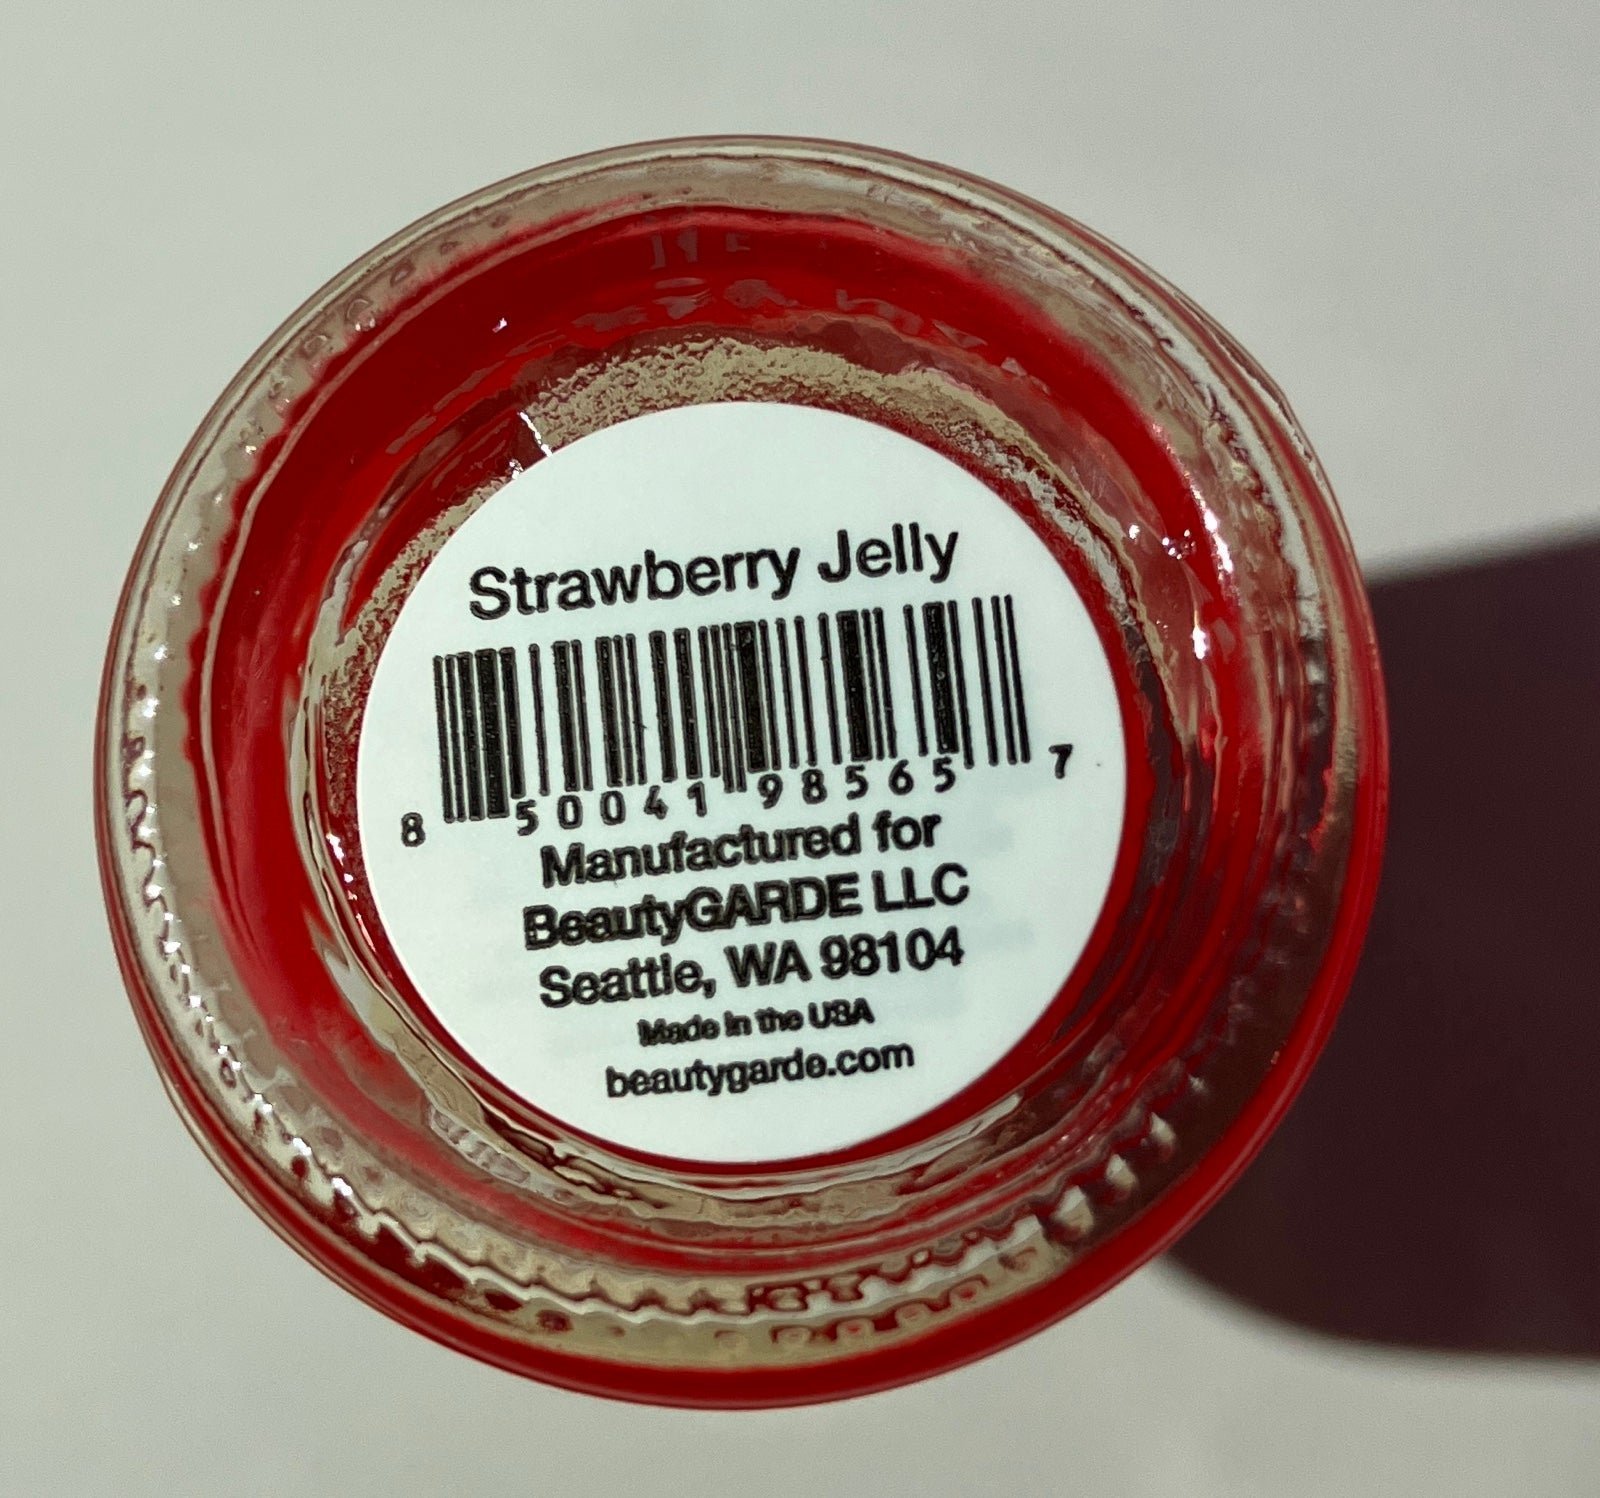 Strawberry Jelly
8 50041 98565 7
Manufactured for
BeautyGARDE LLC
Seattle, WA 98104
Made in the USA
beautygarde.com